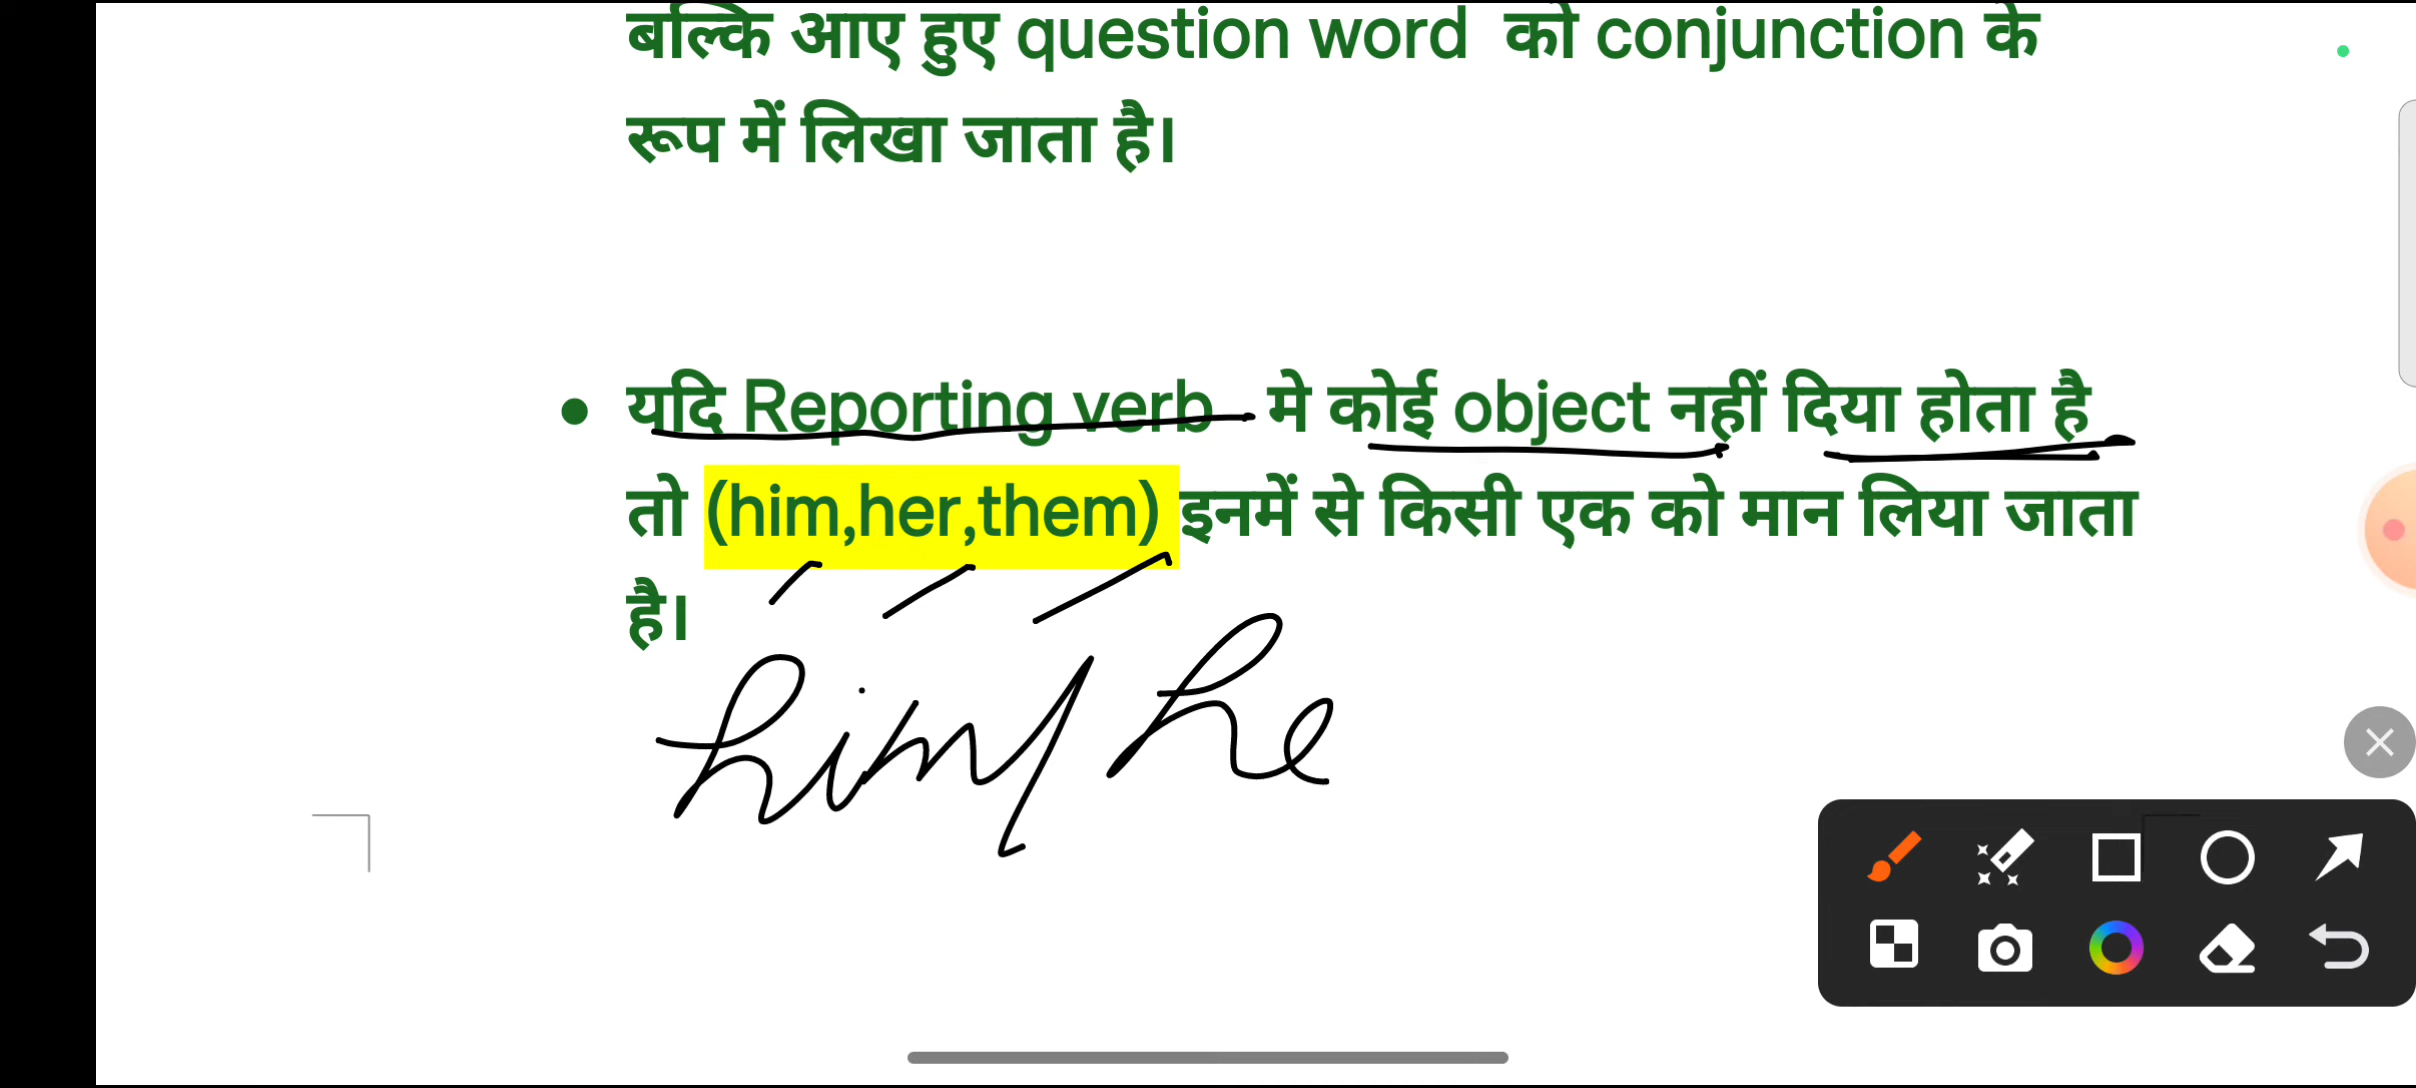 बल्कि आए हुए question word को conjunction के
रूप में लिखा जाता है।
• यदि Reporting verb मे कोई object नहीं दिया होता है
तो (him,her,them) इनमें से किसी एक को मान लिया जाता
है।
him/he